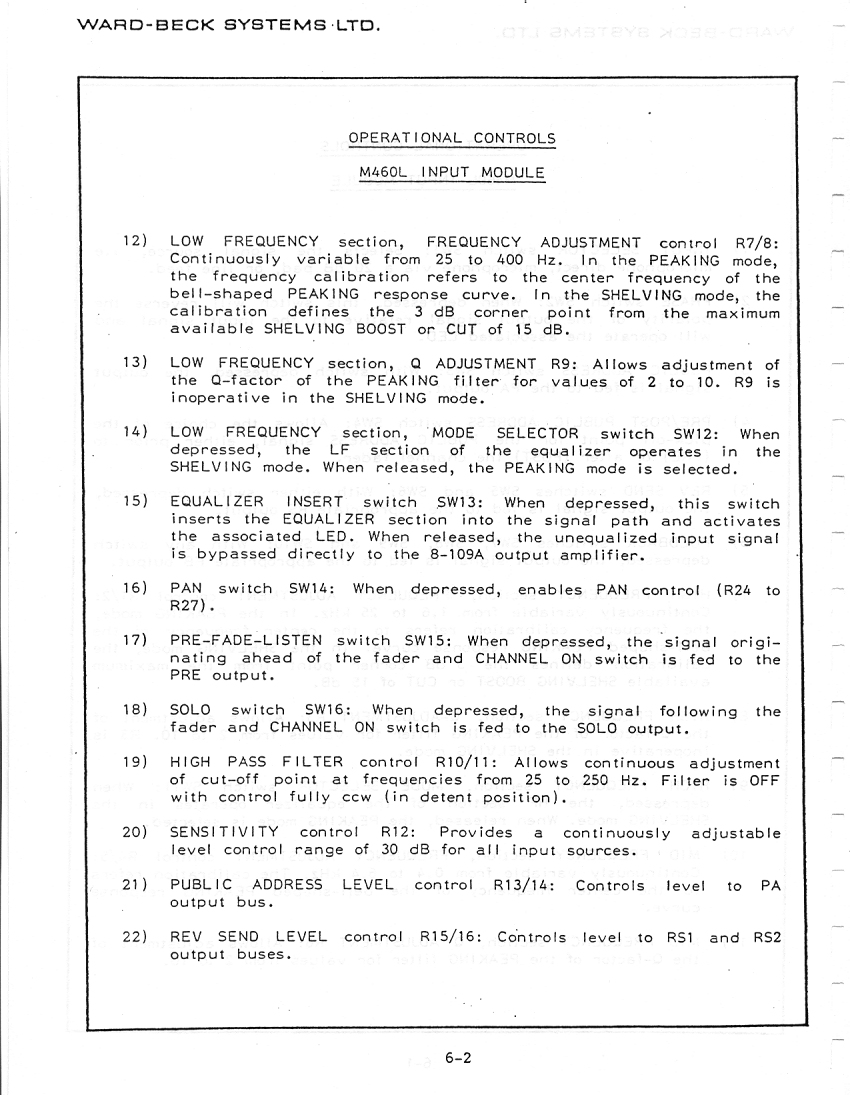 WARD-BECK SYSTEMS LTD.
OPERATIONAL CONTROLS
M460L INPUT MODULE
12) LOW FREQUENCY section, FREQUENCY ADJUSTMENT control R7/8:
Continuously variable from 25 to 400 Hz. In the PEAKING mode,
the frequency calibration refers to the center frequency of the
bell-shaped PEAKING response curve. In the SHELVING mode, the
calibration defines the 3 dB corner point from the maximum
available SHELVING BOOST or CUT of 15 dB.
13) LOW FREQUENCY section, Q ADJUSTMENT R9: Allows adjustment of
the Q-factor of the PEAKING filter for values of 2 to 10. R9 is
inoperative in the SHELVING mode.
14) LOW FREQUENCY section, MODE SELECTOR switch SW12: When
depressed, the LF section of the equalizer operates in the
SHELVING mode. When released, the PEAKING mode is selected.
15) EQUALIZER INSERT switch SW13: When depressed, this switch
inserts the EQUALIZER section into the signal path and activates
the associated LED. When released, the unequalized input signal
is bypassed directly to the 8-109A output amplifier.
16) PAN switch SW14: When depressed, enables PAN control (R24 to
R27).
17) PRE-FADE-LISTEN switch SW15: When depressed, the signal origi-
nating ahead of the fader and CHANNEL ON switch is fed to the
PRE output.
18) SOLO switch SW16: When depressed, the signal following the
fader and CHANNEL ON switch is fed to the SOLO output.
19) HIGH PASS FILTER control R10/11: Allows continuous adjustment
of cut-off point at frequencies from 25 to 250 Hz. Filter is OFF
with control fully ccw (in detent position).
20) SENSITIVITY control R12: Provides a continuously adjustable
level control range of 30 dB for all input sources.
21) PUBLIC ADDRESS LEVEL control R13/14: Controls level to PA
output bus.
22) REV SEND LEVEL control R15/16: Controls level to RS1 and RS2
output buses.
6-2